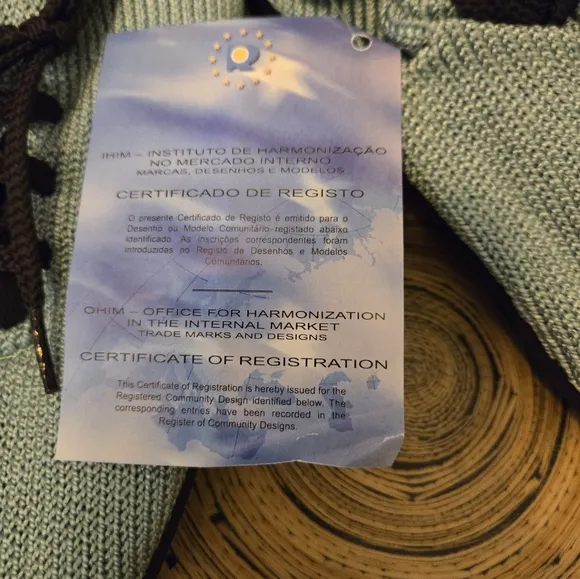 IHIM – INSTITUTO DE HARMONIZAÇÃO
NO MERCADO INTERNO
MARCAS, DESENHOS E MODELOS
CERTIFICADO DE REGISTO
O presente Certificado de Registo é emitido para o
Desenho ou Modelo Comunitário registado abaixo
identificado. As inscrições correspondentes foram
introduzidas no Registo de Desenhos e Modelos
Comunitários.
OHIM – OFFICE FOR HARMONIZATION
IN THE INTERNAL MARKET
TRADE MARKS AND DESIGNS
CERTIFICATE OF REGISTRATION
This Certificate of Registration is hereby issued for the
Registered Community Design identified below. The
corresponding entries have been recorded in the
Register of Community Designs.